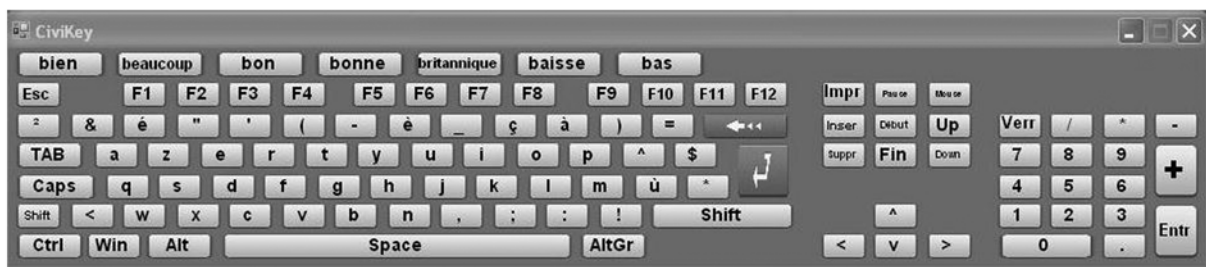 CiviKey
bien beaucoup bon bonne britannique baisse bas
Esc F1 F2 F3 F4 F5 F6 F7 F8 F9 F10 F11 F12 Impr Pause Mouse
² & é " ' ( - è _ ç à ) = Inser Début Up Verr / * -
TAB a z e r t y u i o p ^ $ Suppr Fin Down 7 8 9 +
Caps q s d f g h j k l m ù * 4 5 6
Shift < w x c v b n , ; : ! Shift ^ 1 2 3 Entr
Ctrl Win Alt Space AltGr < v > 0 .